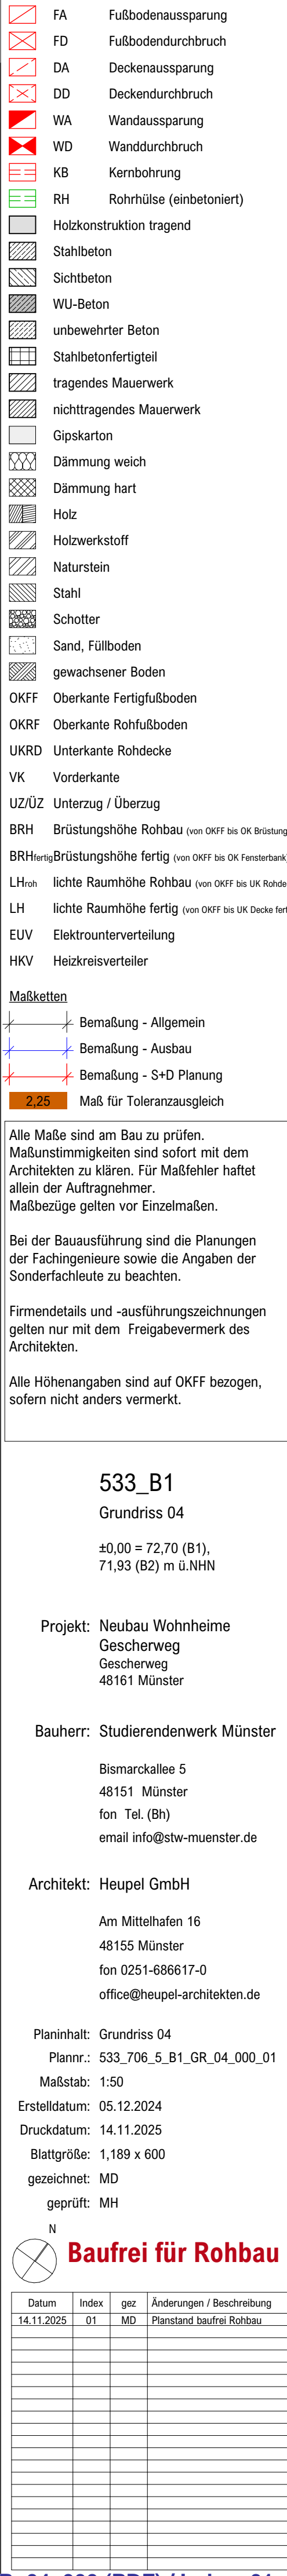 FA Fußbodenaussparung
FD Fußbodendurchbruch
DA Deckenaussparung
DD Deckendurchbruch
WA Wandaussparung
WD Wanddurchbruch
KB Kernbohrung
RH Rohrhülse (einbetoniert)
Holzkonstruktion tragend
Stahlbeton
Sichtbeton
WU-Beton
unbewehrter Beton
Stahlbetonfertigteil
tragendes Mauerwerk
nichttragendes Mauerwerk
Gipskarton
Dämmung weich
Dämmung hart
Holz
Holzwerkstoff
Naturstein
Stahl
Schotter
Sand, Füllboden
gewachsener Boden
OKFF Oberkante Fertigfußboden
OKRF Oberkante Rohfußboden
UKRD Unterkante Rohdecke
VK Vorderkante
UZ/ÜZ Unterzug / Überzug
BRH Brüstungshöhe Rohbau (von OKFF bis OK Brüstung
BRHfertig Brüstungshöhe fertig (von OKFF bis OK Fensterbank)
LHroh lichte Raumhöhe Rohbau (von OKFF bis UK Rohde
LH lichte Raumhöhe fertig (von OKFF bis UK Decke fert
EUV Elektrounterverteilung
HKV Heizkreisverteiler
Maßketten
Bemaßung - Allgemein
Bemaßung - Ausbau
Bemaßung - S+D Planung
2,25 Maß für Toleranzausgleich
Alle Maße sind am Bau zu prüfen.
Maßunstimmigkeiten sind sofort mit dem
Architekten zu klären. Für Maßfehler haftet
allein der Auftragnehmer.
Maßbezüge gelten vor Einzelmaßen.
Bei der Bauausführung sind die Planungen
der Fachingenieure sowie die Angaben der
Sonderfachleute zu beachten.
Firmendetails und -ausführungszeichnungen
gelten nur mit dem Freigabevermerk des
Architekten.
Alle Höhenangaben sind auf OKFF bezogen,
sofern nicht anders vermerkt.
533_B1
Grundriss 04
±0,00 = 72,70 (B1),
71,93 (B2) m ü.NHN
Projekt: Neubau Wohnheime
Gescherweg
Gescherweg
48161 Münster
Bauherr: Studierendenwerk Münster
Bismarckallee 5
48151 Münster
fon Tel. (Bh)
email info@stw-muenster.de
Architekt: Heupel GmbH
Am Mittelhafen 16
48155 Münster
fon 0251-686617-0
office@heupel-architekten.de
Planinhalt: Grundriss 04
Plannr.: 533_706_5_B1_GR_04_000_01
Maßstab: 1:50
Erstelldatum: 05.12.2024
Druckdatum: 14.11.2025
Blattgröße: 1,189 x 600
gezeichnet: MD
geprüft: MH
N
Baufrei für Rohbau
Datum Index gez Änderungen / Beschreibung
14.11.2025 01 MD Planstand baufrei Rohbau